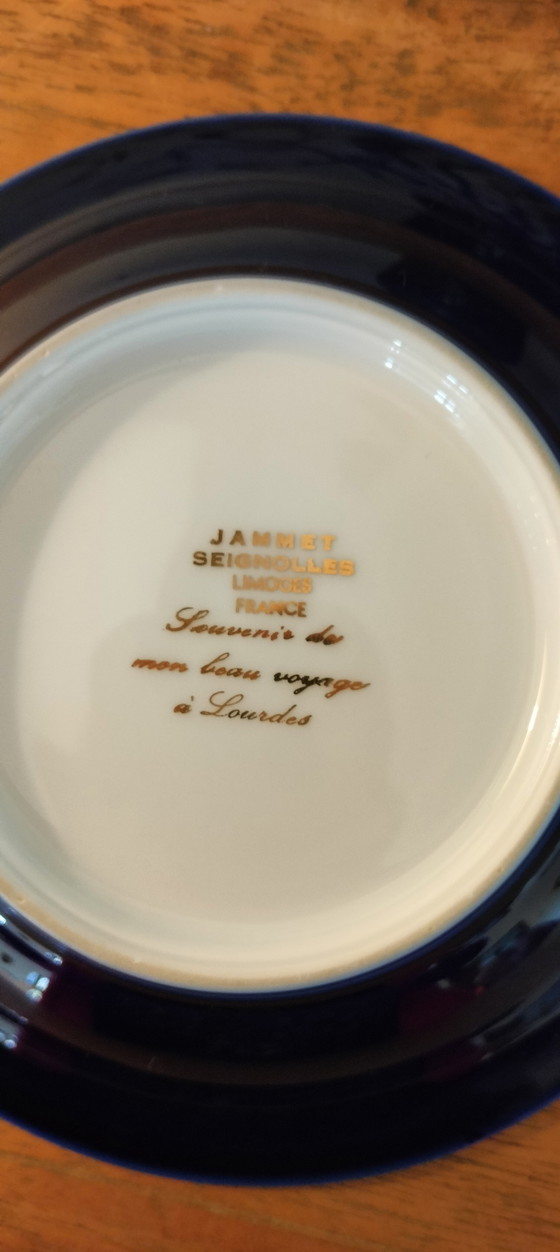 JAMMET
SEIGNOLLES
LIMOGES
FRANCE
Souvenir de
mon beau voyage
à Lourdes